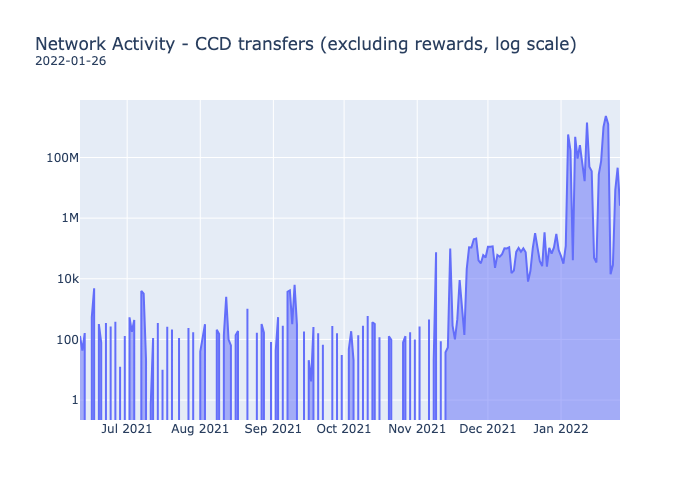 Network Activity - CCD transfers (excluding rewards, log scale)
2022-01-26
100M
1M
10k
100
1
Jul 2021 Aug 2021 Sep 2021 Oct 2021 Nov 2021 Dec 2021 Jan 2022